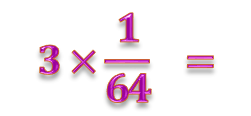 3 × 1/64 =